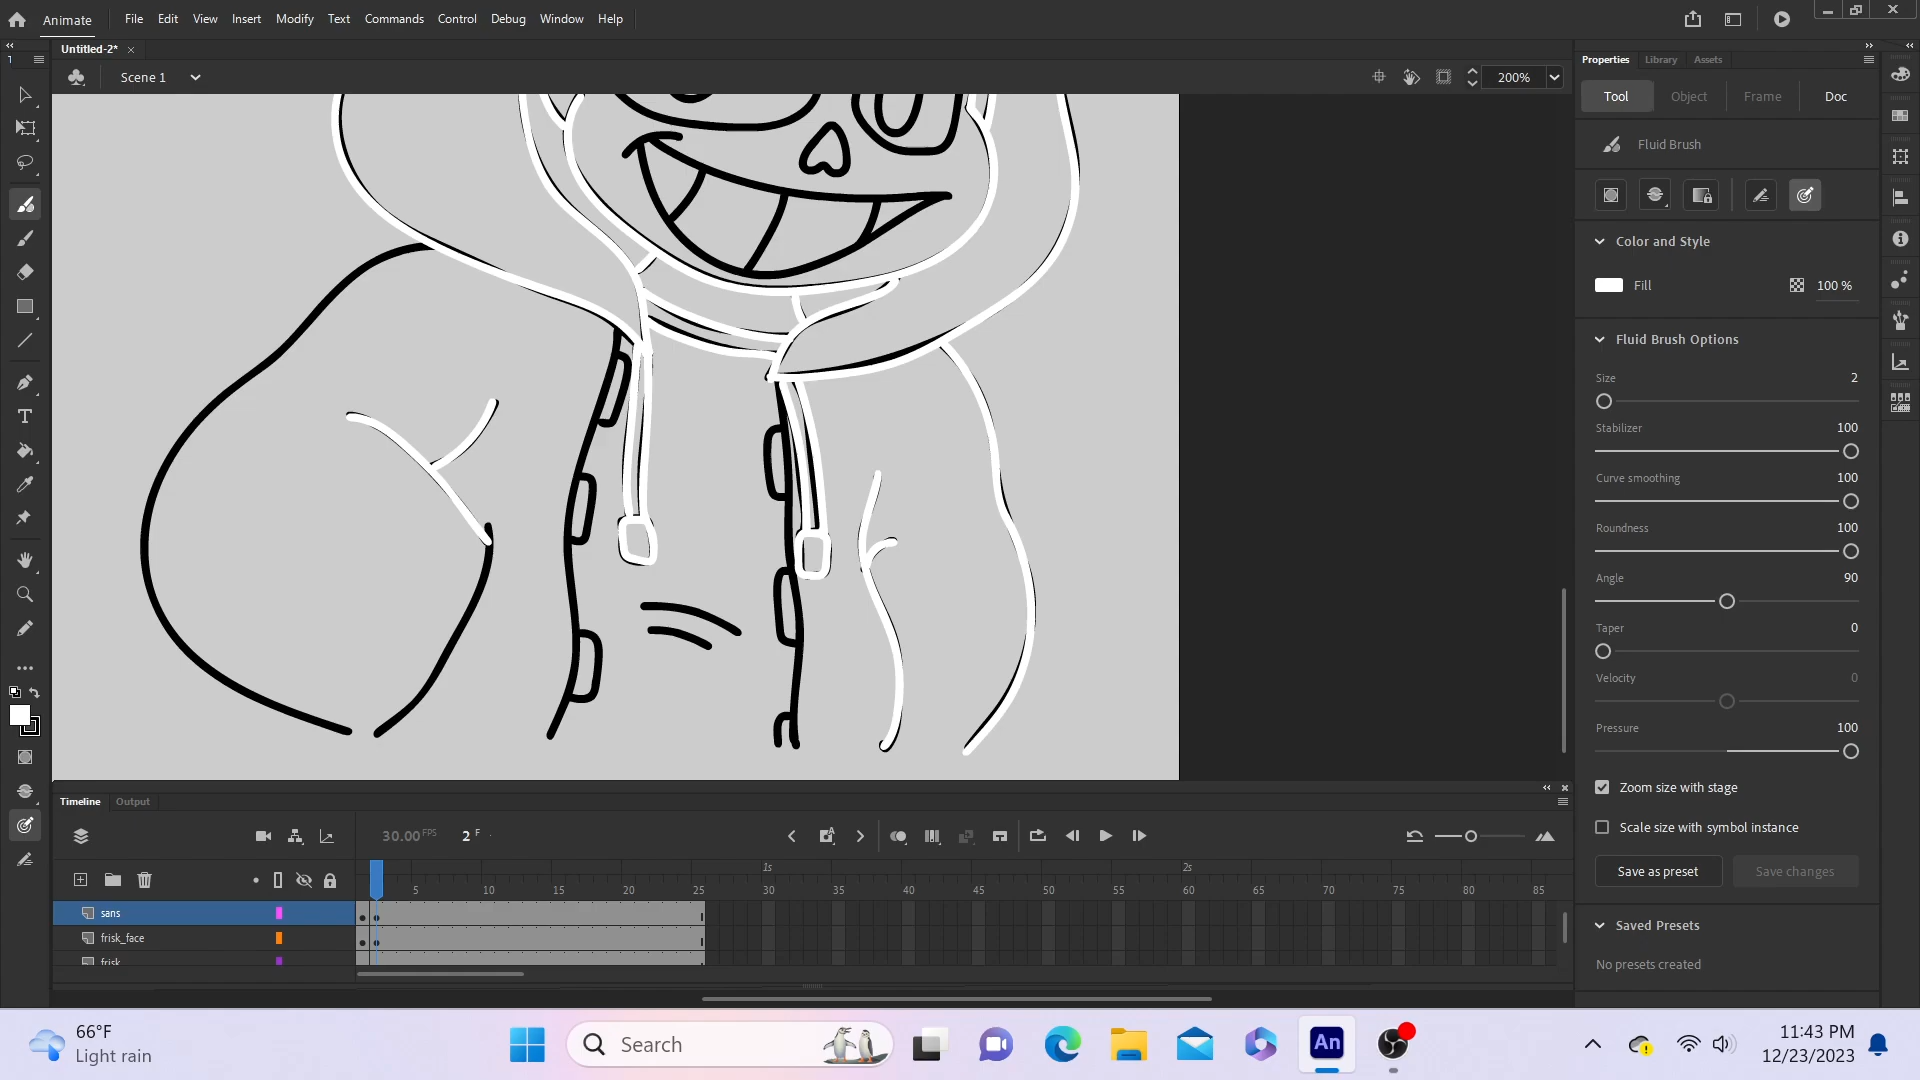 Animate
File Edit View Insert Modify Text Commands Control Debug Window Help
Untitled-2*
Scene 1
200%
Properties Library Assets
Tool Object Frame Doc
Fluid Brush
Color and Style
Fill 100 %
Fluid Brush Options
Size 2
Stabilizer 100
Curve smoothing 100
Roundness 100
Angle 90
Taper 0
Velocity 0
Pressure 100
Zoom size with stage
Scale size with symbol instance
Save as preset Save changes
Saved Presets
No presets created
Timeline Output
30.00 FPS 2 F
1s 2s
5 10 15 20 25 30 35 40 45 50 55 60 65 70 75 80 85
sans
frisk_face
frisk
66°F
Light rain
Search
An
11:43 PM
12/23/2023